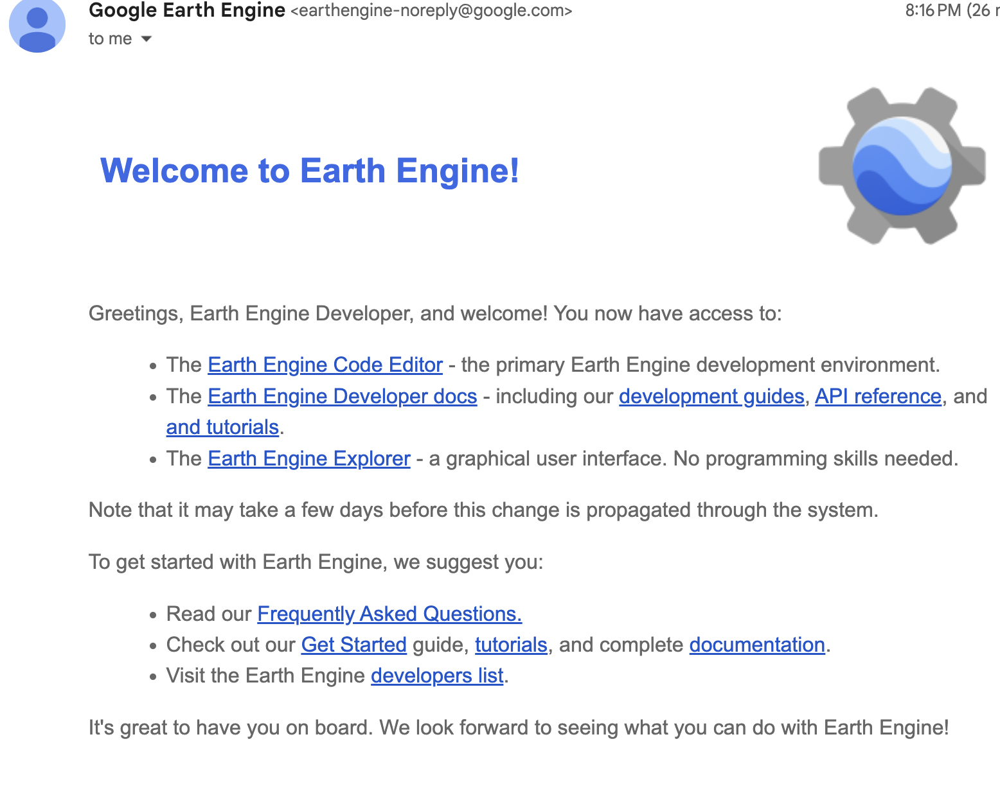 Google Earth Engine <earthengine-noreply@google.com>
8:16 PM (26
to me
Welcome to Earth Engine!
Greetings, Earth Engine Developer, and welcome! You now have access to:
• The Earth Engine Code Editor - the primary Earth Engine development environment.
• The Earth Engine Developer docs - including our development guides, API reference, and
and tutorials.
• The Earth Engine Explorer - a graphical user interface. No programming skills needed.
Note that it may take a few days before this change is propagated through the system.
To get started with Earth Engine, we suggest you:
• Read our Frequently Asked Questions.
• Check out our Get Started guide, tutorials, and complete documentation.
• Visit the Earth Engine developers list.
It's great to have you on board. We look forward to seeing what you can do with Earth Engine!